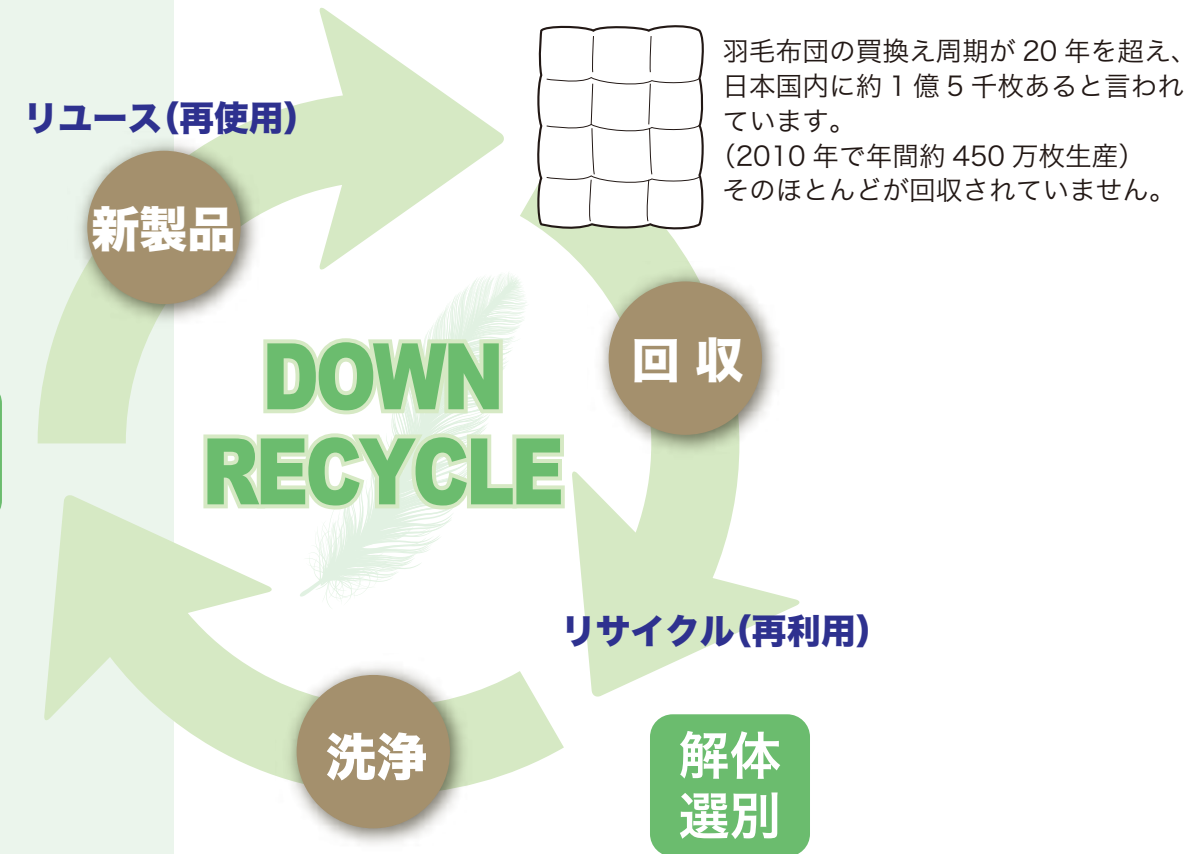 羽毛布団の買換え周期が 20 年を超え、
日本国内に約 1 億 5 千枚あると言われ
ています。
（2010 年で年間約 450 万枚生産）
そのほとんどが回収されていません。
リユース(再使用)
新製品
回 収
DOWN
RECYCLE
リサイクル(再利用)
洗浄
解体
選別